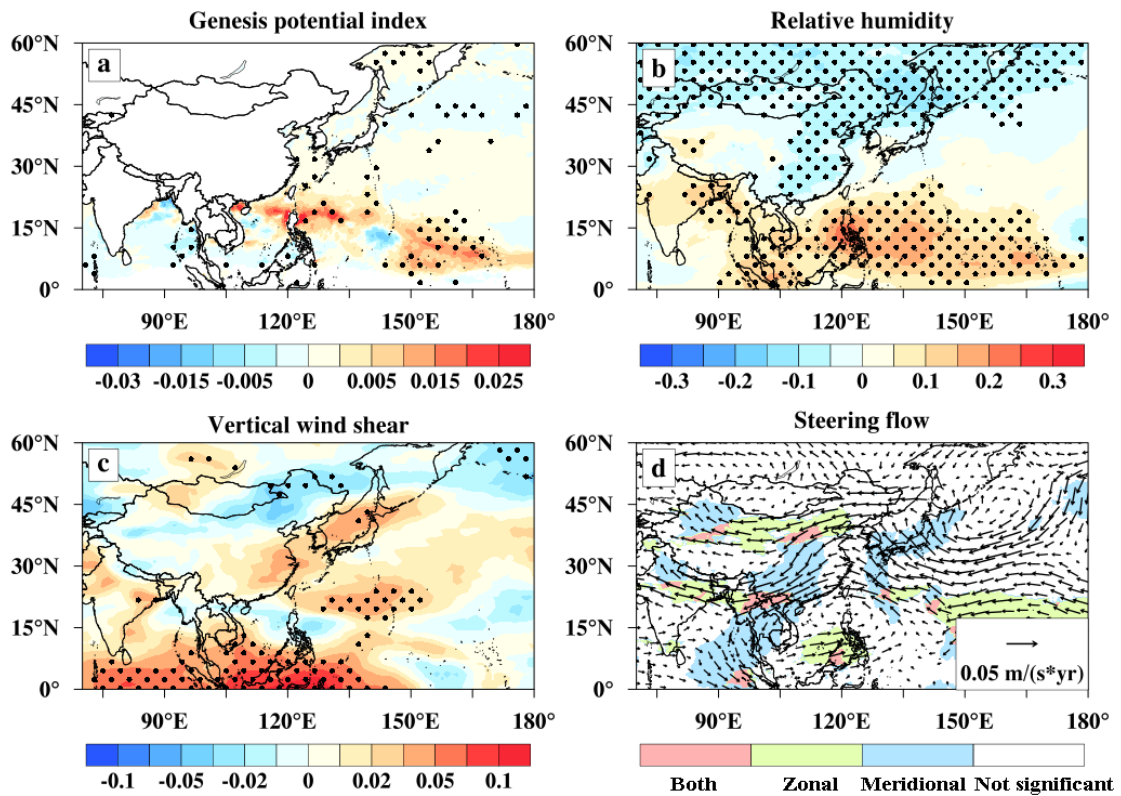 Genesis potential index
Relative humidity
60°N
45°N
30°N
15°N
0°
a
60°N
45°N
30°N
15°N
0°
b
90°E 120°E 150°E 180°
90°E 120°E 150°E 180°
-0.03 -0.015 -0.005 0 0.005 0.015 0.025
-0.3 -0.2 -0.1 0 0.1 0.2 0.3
Vertical wind shear
Steering flow
60°N
45°N
30°N
15°N
0°
c
60°N
45°N
30°N
15°N
0°
d
0.05 m/(s*yr)
90°E 120°E 150°E 180°
90°E 120°E 150°E 180°
-0.1 -0.05 -0.02 0 0.02 0.05 0.1
Both Zonal Meridional Not significant